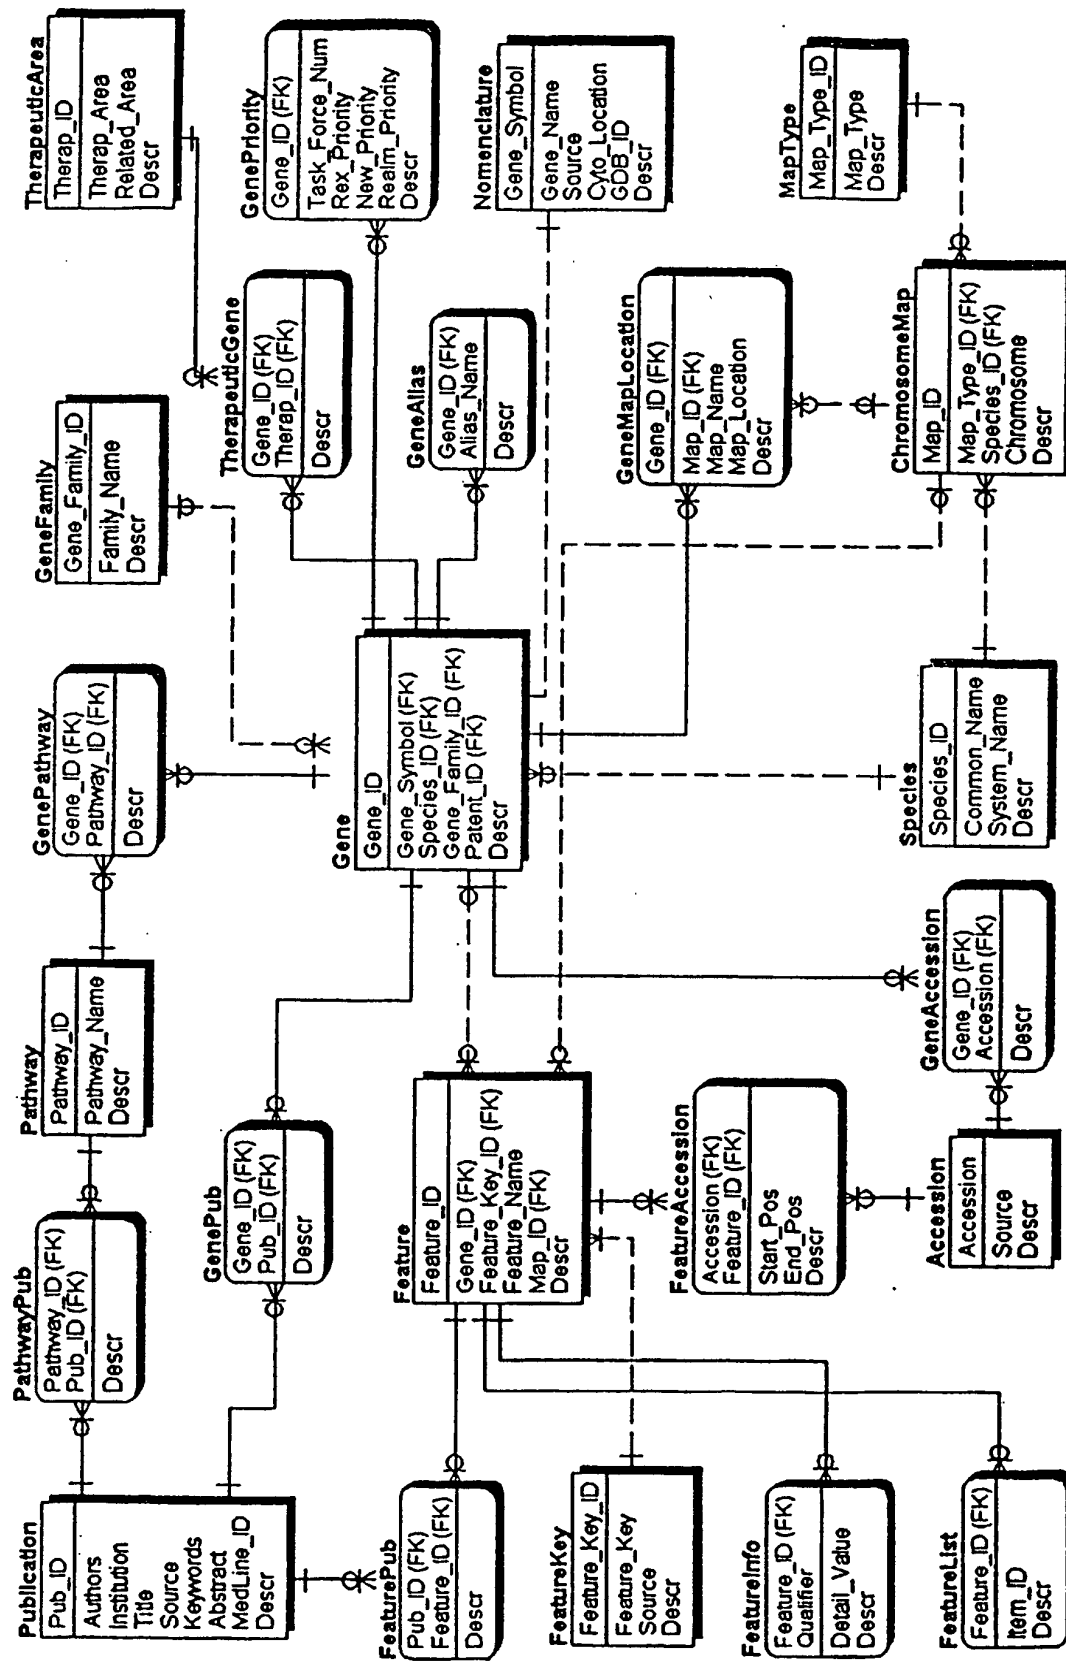 Publication
Pub_ID
Authors
Institution
Title
Source
Keywords
Abstract
MedLine_ID
Descr
PathwayPub
Pathway_ID (FK)
Pub_ID (FK)
Descr
Pathway
Pathway_ID
Pathway_Name
Descr
GenePathway
Gene_ID (FK)
Pathway_ID (FK)
Descr
GeneFamily
Gene_Family_ID
Family_Name
Descr
TherapeuticArea
Therap_ID
Therap_Area
Related_Area
Descr
GenePub
Gene_ID (FK)
Pub_ID (FK)
Descr
TherapeuticGene
Gene_ID (FK)
Therap_ID (FK)
Descr
GenePriority
Gene_ID (FK)
Task_Force_Num
Rex_Priority
New_Priority
Realm_Priority
Descr
Gene
Gene_ID
Gene_Symbol (FK)
Species_ID (FK)
Gene_Family_ID (FK)
Patent_ID (FK)
Descr
GeneAlias
Gene_ID (FK)
Alias_Name
Descr
Nomenclature
Gene_Symbol
Gene_Name
Source
Cyto_Location
GDB_ID
Descr
FeaturePub
Pub_ID (FK)
Feature_ID (FK)
Descr
Feature
Feature_ID
Gene_ID (FK)
Feature_Key_ID (FK)
Feature_Name
Map_ID (FK)
Descr
GeneMapLocation
Gene_ID (FK)
Map_ID (FK)
Map_Name
Map_Location
Descr
FeatureKey
Feature_Key_ID
Feature_Key
Source
Descr
FeatureAccession
Accession (FK)
Feature_ID (FK)
Start_Pos
End_Pos
Descr
MapType
Map_Type_ID
Map_Type
Descr
FeatureInfo
Feature_ID (FK)
Qualifier
Detail_Value
Descr
GeneAccession
Gene_ID (FK)
Accession (FK)
Descr
Species
Species_ID
Common_Name
System_Name
Descr
ChromosomeMap
Map_ID
Map_Type_ID (FK)
Species_ID (FK)
Chromosome
Descr
FeatureList
Feature_ID (FK)
Item_ID
Descr
Accession
Accession
Source
Descr